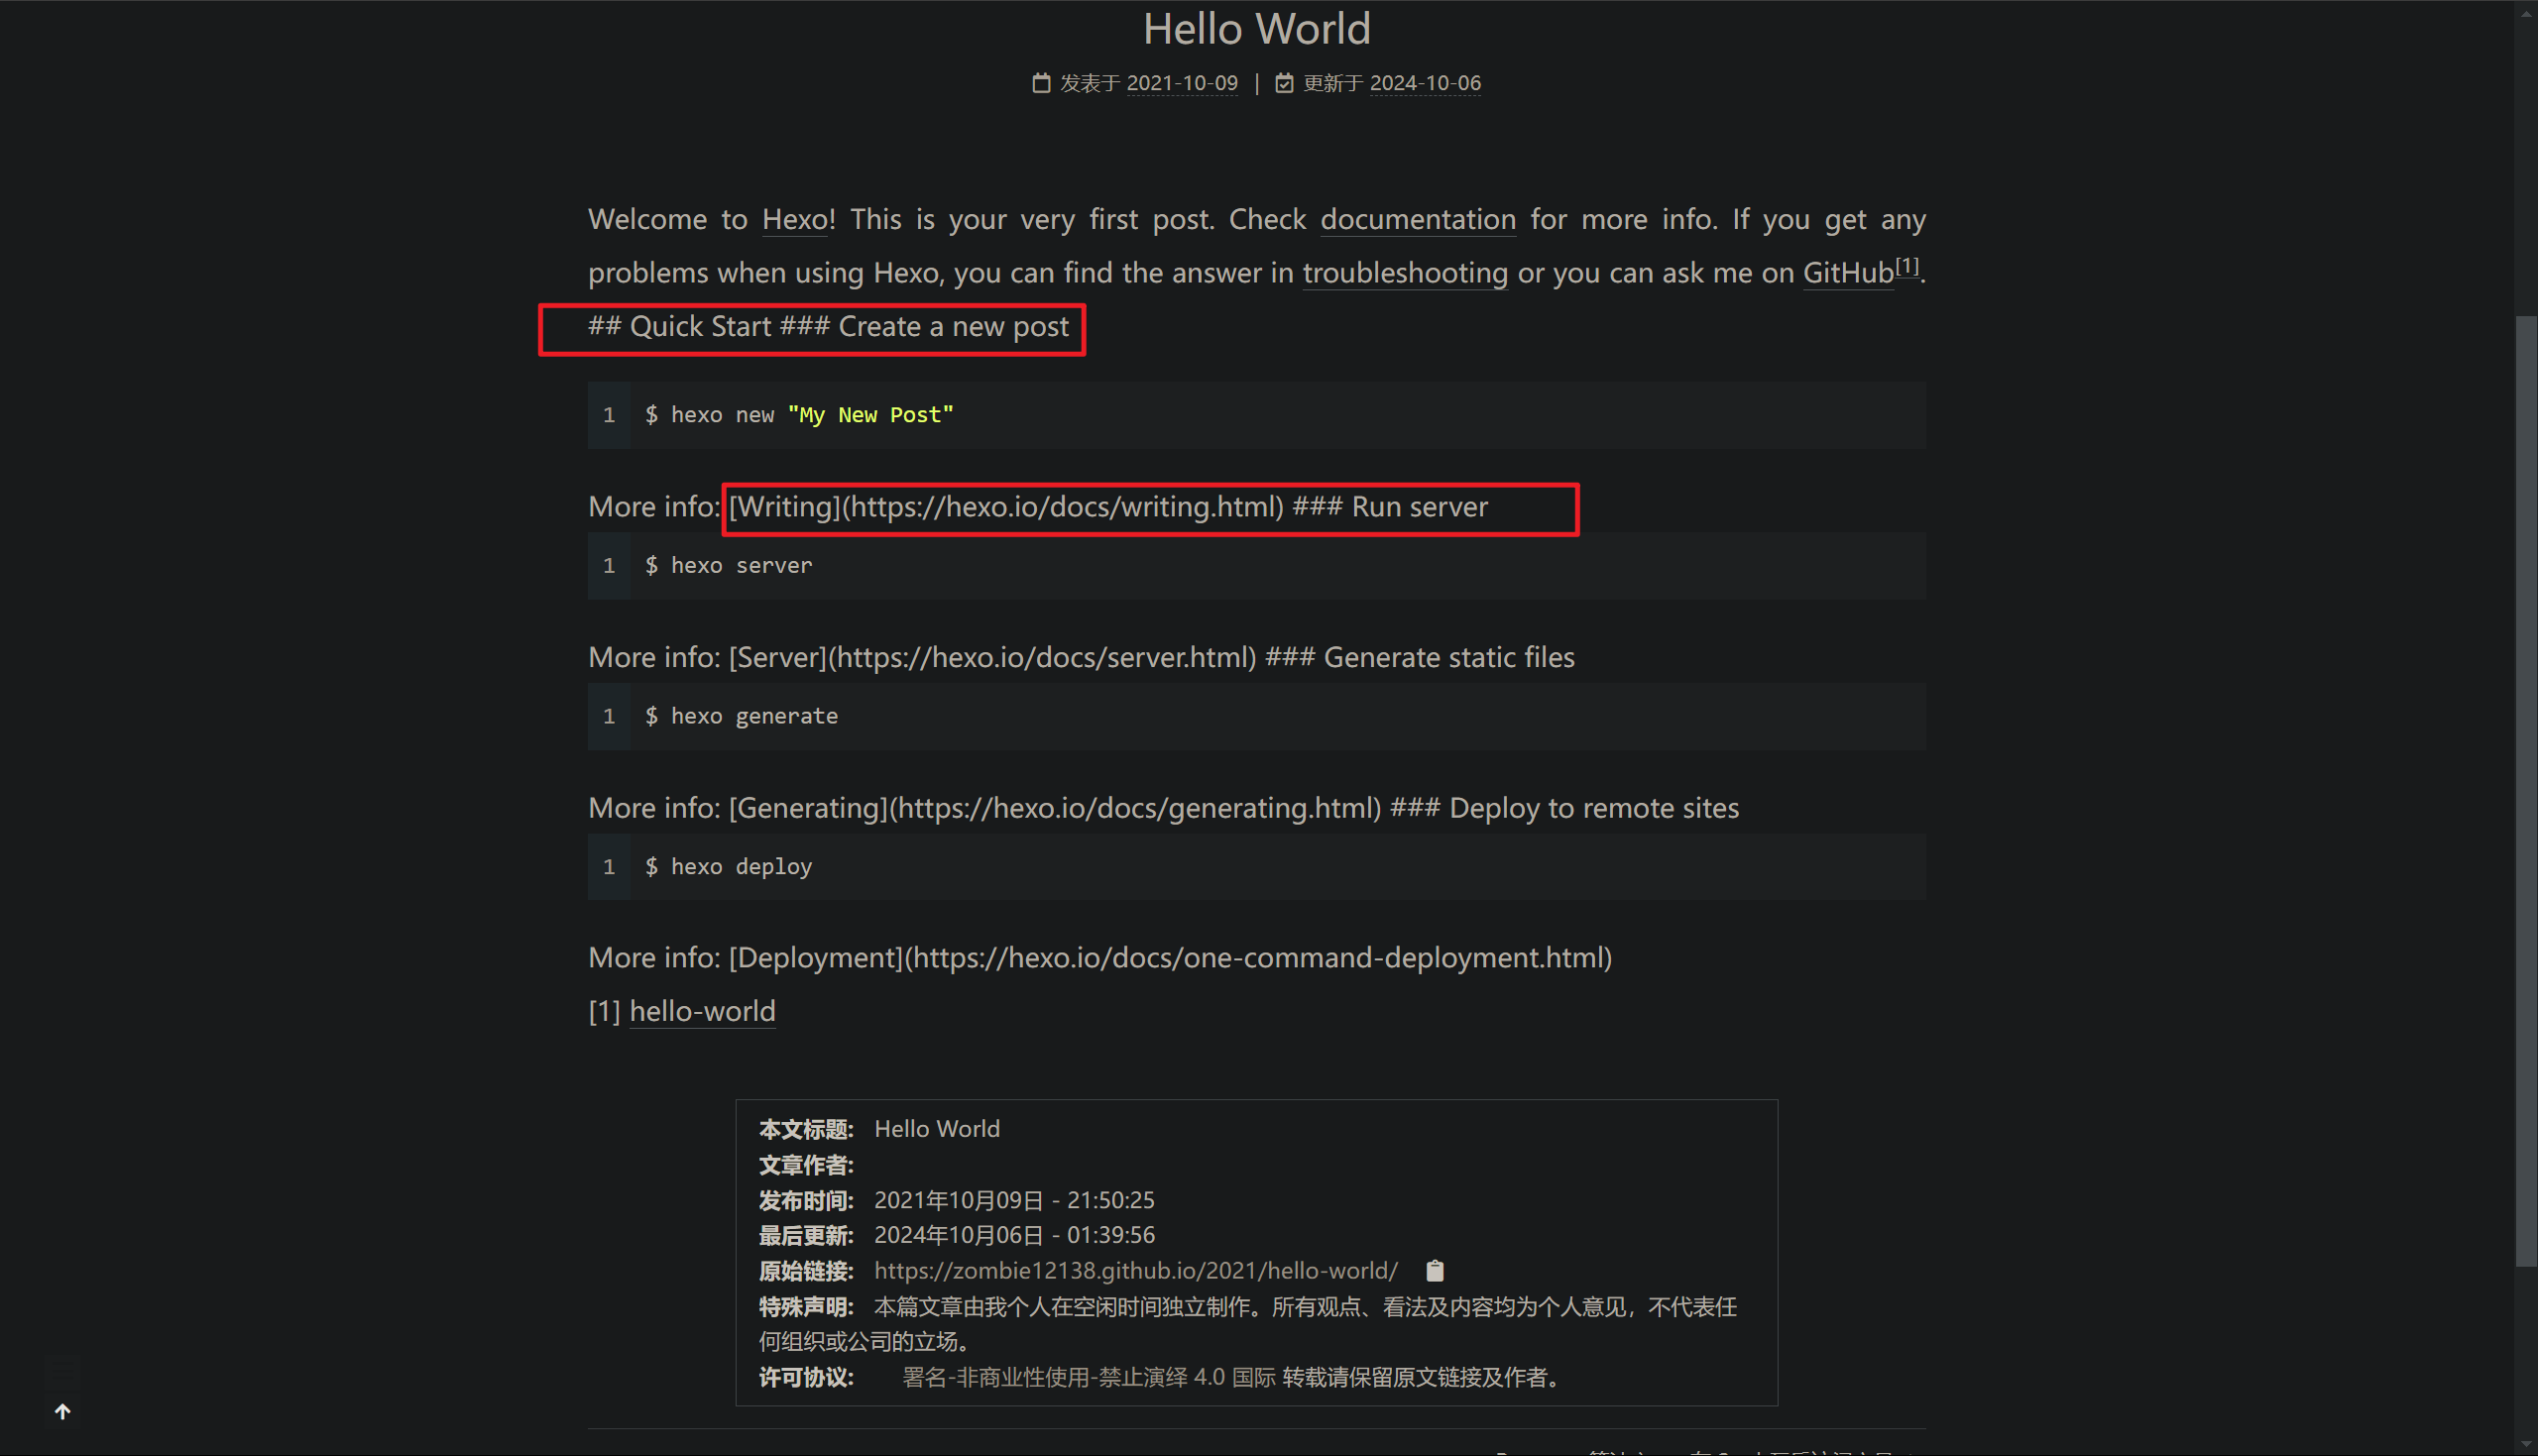 Hello World
发表于 2021-10-09 | 更新于 2024-10-06
Welcome to Hexo! This is your very first post. Check documentation for more info. If you get any
problems when using Hexo, you can find the answer in troubleshooting or you can ask me on GitHub[1].
## Quick Start ### Create a new post
1 $ hexo new "My New Post"
More info: [Writing](https://hexo.io/docs/writing.html) ### Run server
1 $ hexo server
More info: [Server](https://hexo.io/docs/server.html) ### Generate static files
1 $ hexo generate
More info: [Generating](https://hexo.io/docs/generating.html) ### Deploy to remote sites
1 $ hexo deploy
More info: [Deployment](https://hexo.io/docs/one-command-deployment.html)
[1] hello-world
本文标题: Hello World
文章作者:
发布时间: 2021年10月09日 - 21:50:25
最后更新: 2024年10月06日 - 01:39:56
原始链接: https://zombie12138.github.io/2021/hello-world/
特殊声明: 本篇文章由我个人在空闲时间独立制作。所有观点、看法及内容均为个人意见，不代表任
何组织或公司的立场。
许可协议: 署名-非商业性使用-禁止演绎 4.0 国际 转载请保留原文链接及作者。